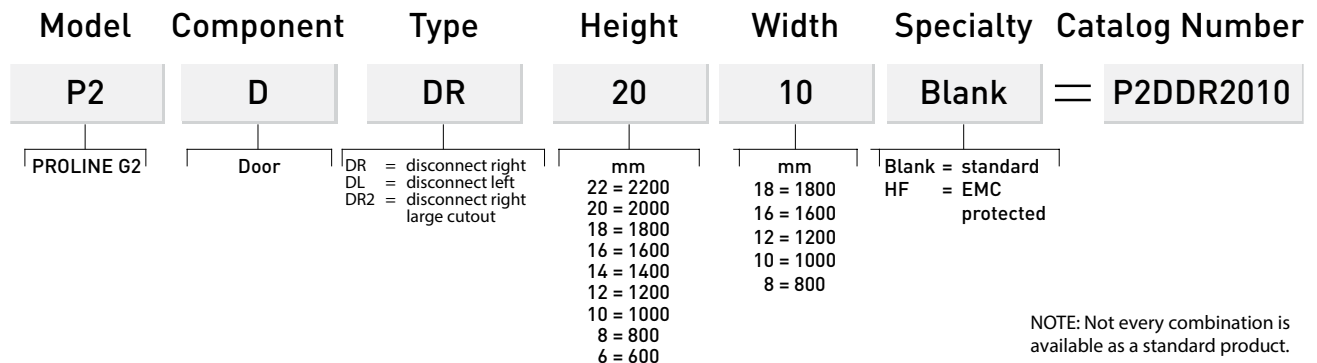 Model Component Type Height Width Specialty Catalog Number
P2 D DR 20 10 Blank = P2DDR2010
PROLINE G2
Door
DR = disconnect right
DL = disconnect left
DR2 = disconnect right
large cutout
mm
22 = 2200
20 = 2000
18 = 1800
16 = 1600
14 = 1400
12 = 1200
10 = 1000
8 = 800
6 = 600
mm
18 = 1800
16 = 1600
12 = 1200
10 = 1000
8 = 800
Blank = standard
HF = EMC
protected
NOTE: Not every combination is
available as a standard product.